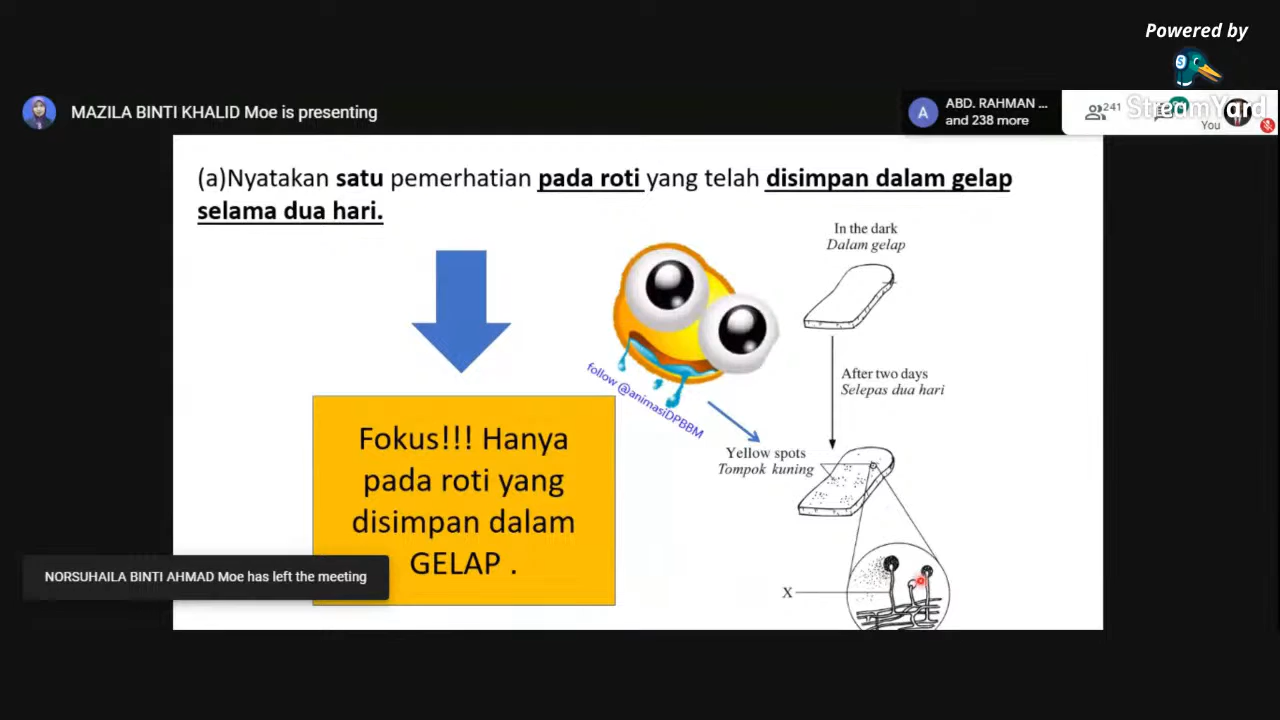 Powered by
StreamYard
MAZILA BINTI KHALID Moe is presenting
A
ABD. RAHMAN ...
and 238 more
241
You
(a)Nyatakan satu pemerhatian pada roti yang telah disimpan dalam gelap
selama dua hari.
In the dark
Dalam gelap
follow @animasiDPBBM
After two days
Selepas dua hari
Fokus!!! Hanya
pada roti yang
disimpan dalam
GELAP .
Yellow spots
Tompok kuning
X
NORSUHAILA BINTI AHMAD Moe has left the meeting